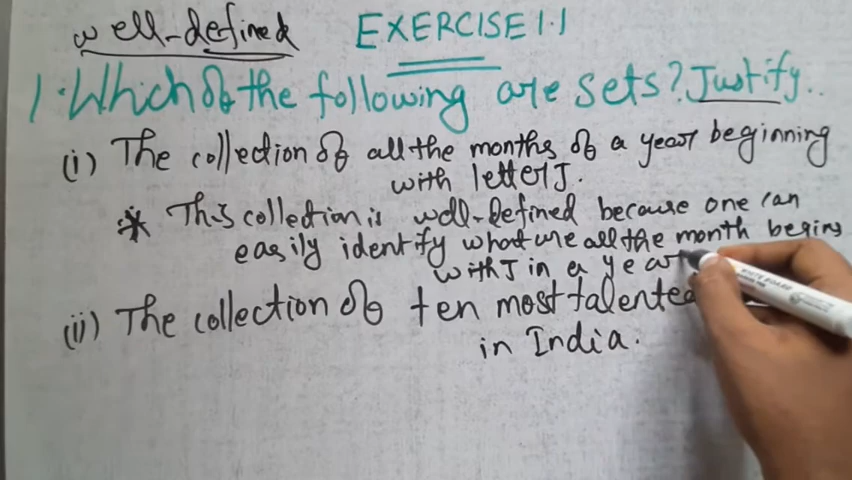 well-defined EXERCISE 1.1
1. Which of the following are sets? Justify..
(i) The collection of all the months of a year beginning
with letter J.
* This collection is well-defined because one can
easily identify what are all the month begins
with J in a year
(ii) The collection of ten most talented
in India.
WHITE BOARD